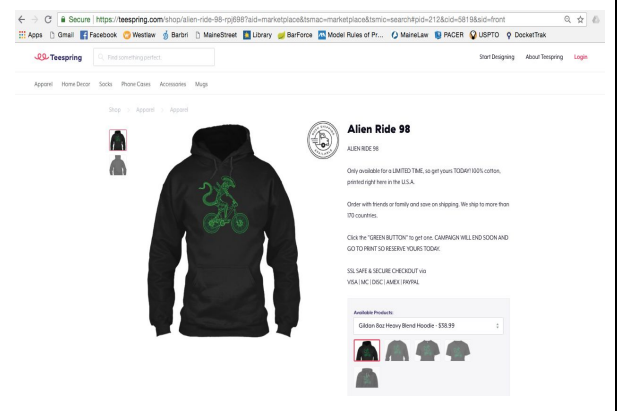 Secure https://teespring.com/shop/alien-ride-98-rpj698?aid=marketplace&tsmac=marketplace&tsmic=search#pid=212&cid=5819&sid=front
Apps Gmail Facebook Westlaw Barbri MaineStreet Library BarForce Model Rules of Pr... MaineLaw PACER USPTO DocketTrak
Teespring Find something perfect Start Designing About Teespring Login
Apparel Home Decor Socks Phone Cases Accessories Mugs
Shop Apparel Apparel
Alien Ride 98
ALIEN RIDE 98
Only available for a LIMITED TIME, so get yours TODAY! 100% cotton,
printed right here in the U.S.A.
Order with friends or family and save on shipping. We ship to more than
170 countries.
Click the "GREEN BUTTON" to get one. CAMPAIGN WILL END SOON AND
GO TO PRINT SO RESERVE YOURS TODAY.
SSL SAFE & SECURE CHECKOUT via
VISA | MC | DISC | AMEX | PAYPAL
Available Products:
Gildan 8oz Heavy Blend Hoodie - $38.99